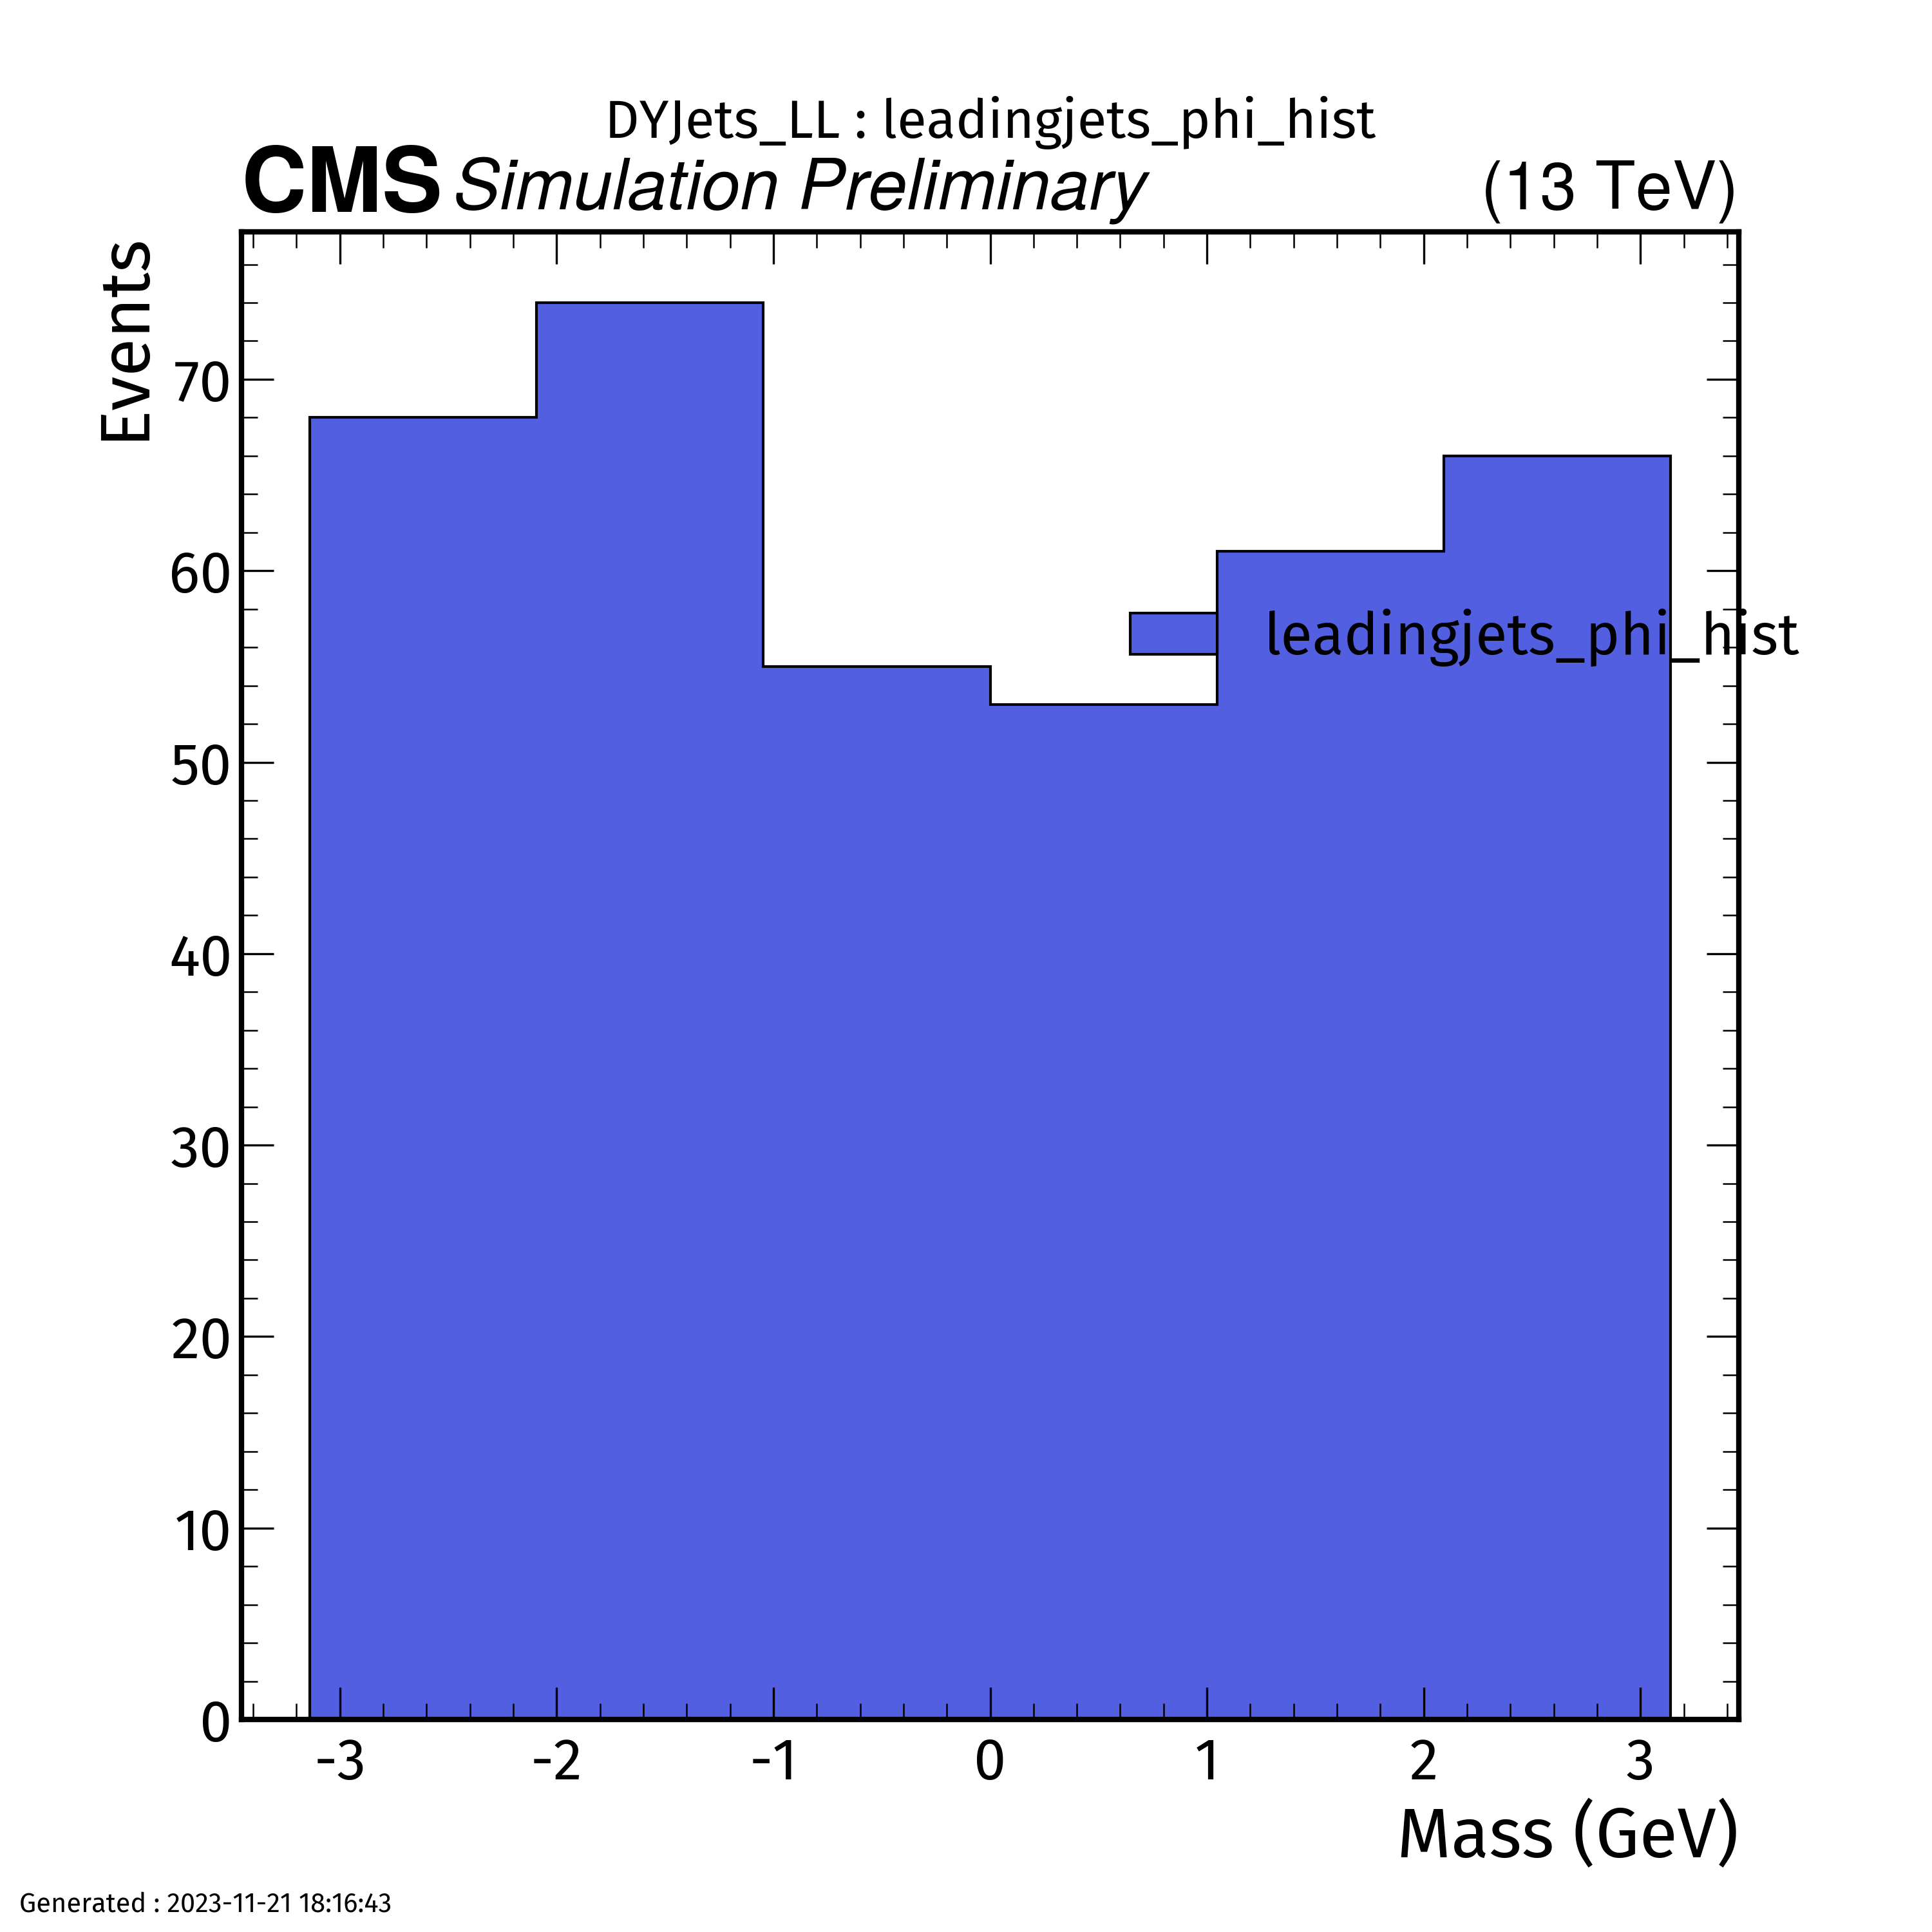 DYJets_LL : leadingjets_phi_hist
CMS Simulation Preliminary (13 TeV)
Events
70
60
leadingjets_phi_hist
50
40
30
20
10
0
-3 -2 -1 0 1 2 3
Mass (GeV)
Generated : 2023-11-21 18:16:43